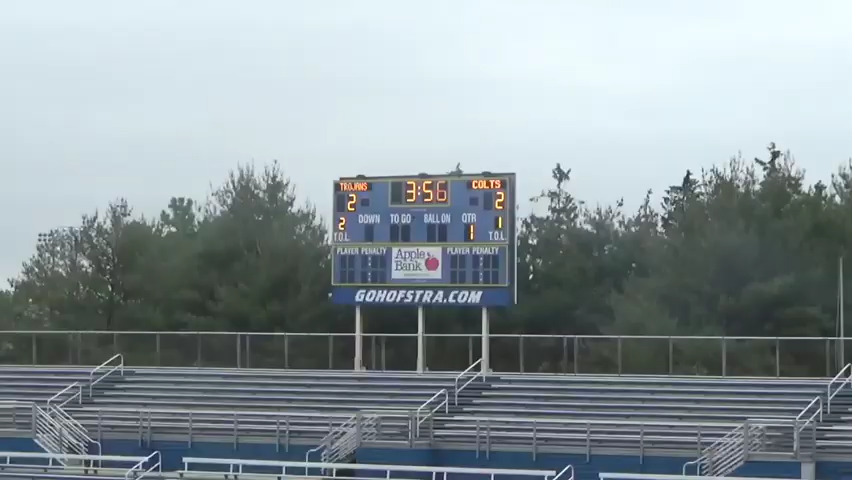 TROJANS 3:56 COLTS
2 2
2 DOWN TO GO BALL ON QTR 1
T.O.L. 1 T.O.L.
PLAYER PENALTY Apple Bank PLAYER PENALTY
GOHOFSTRA.COM